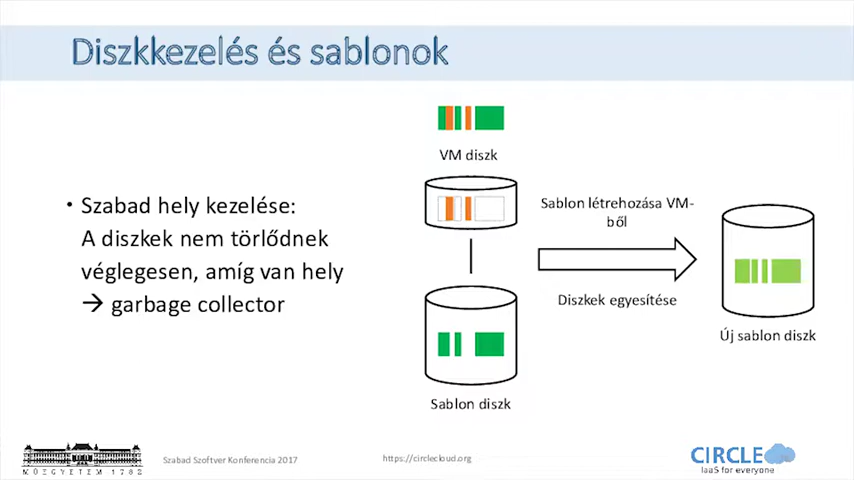 Diszkkezelés és sablonok
• Szabad hely kezelése:
A diszkek nem törlődnek
véglegesen, amíg van hely
→ garbage collector
VM diszk
Sablon létrehozása VM-
ből
Diszkek egyesítése
Új sablon diszk
Sablon diszk
MŰEGYETEM 1782
Szabad Szoftver Konferencia 2017
https://circlecloud.org
CIRCLE
IaaS for everyone